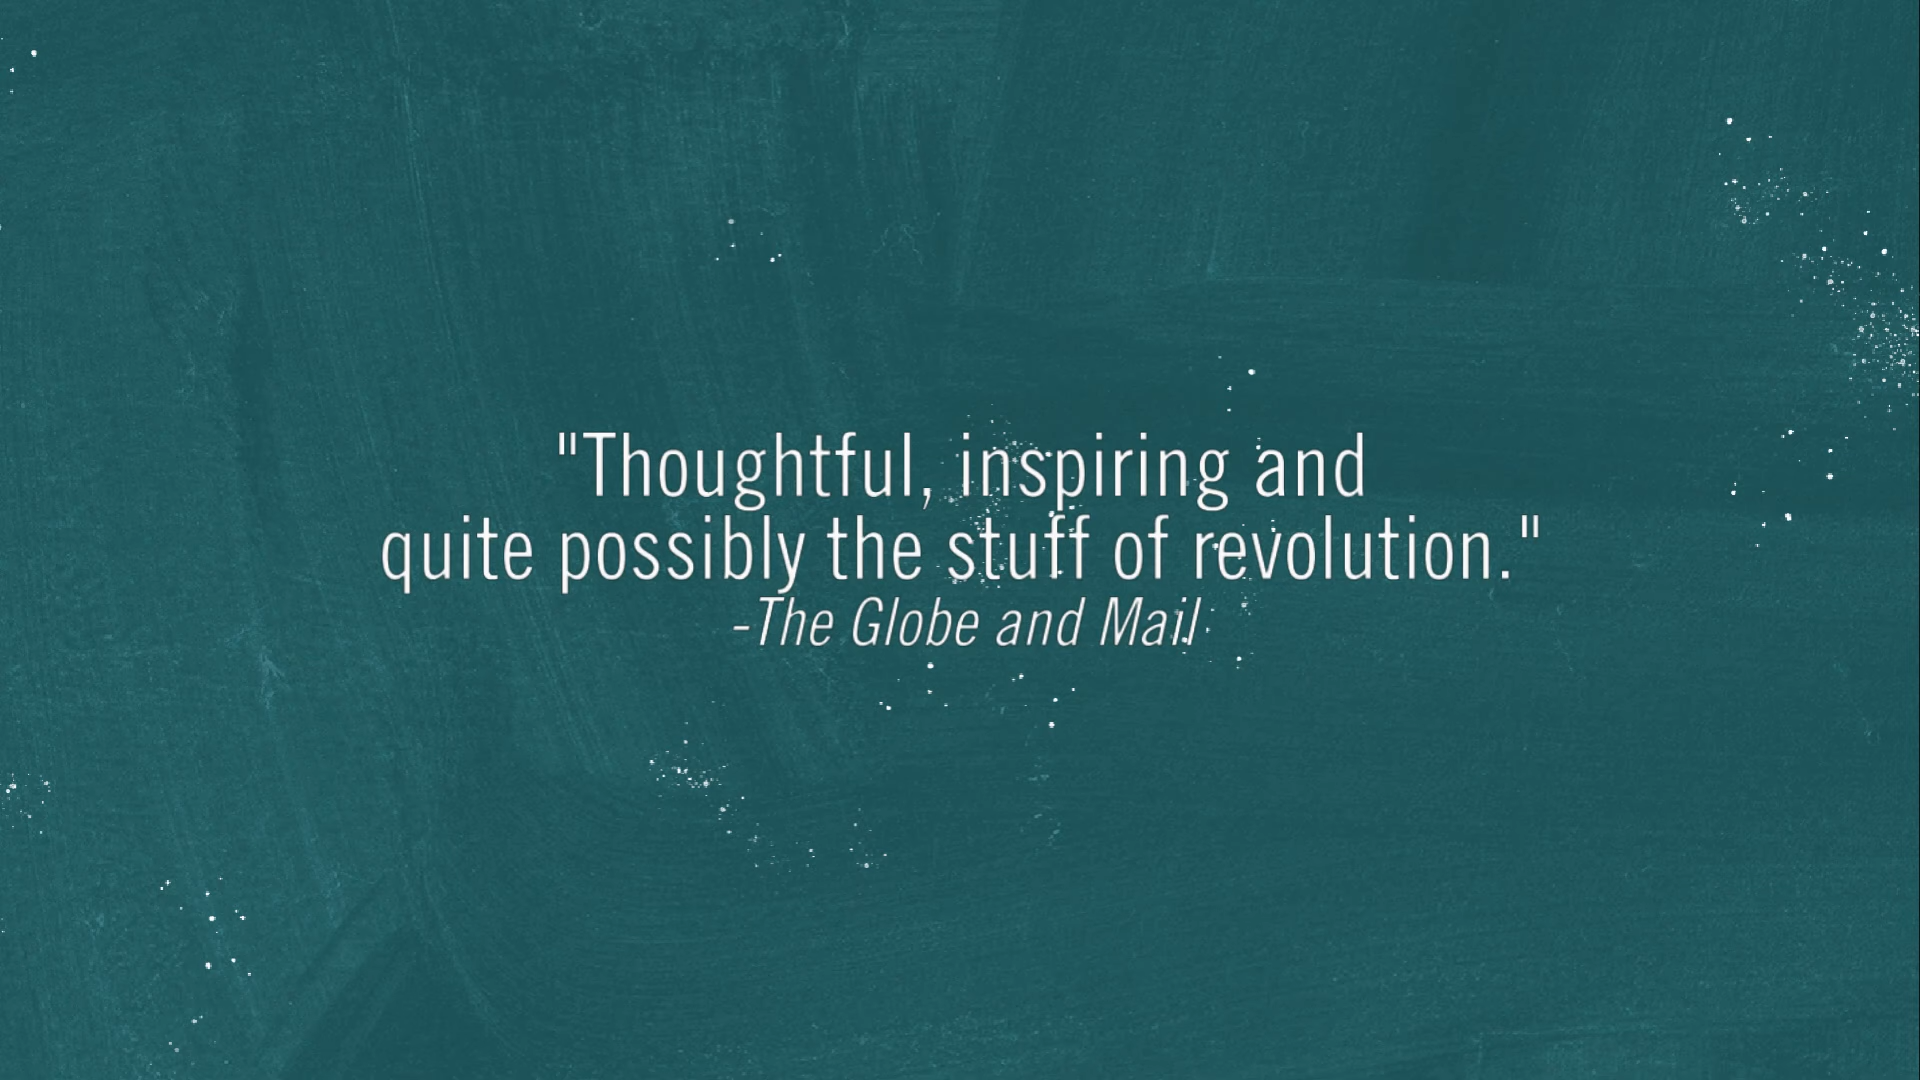 "Thoughtful, inspiring and
quite possibly the stuff of revolution."
-The Globe and Mail